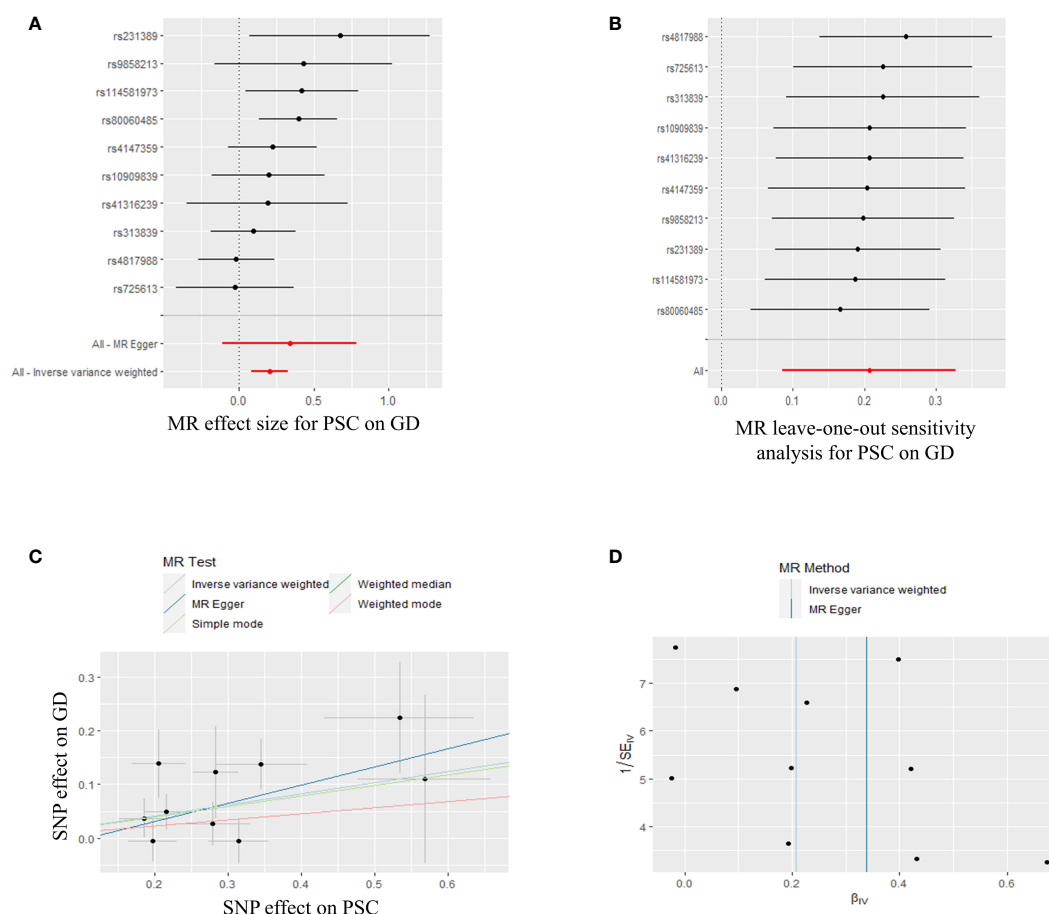 A
rs231389
rs9858213
rs114581973
rs80060485
rs4147359
rs10909839
rs41316239
rs313839
rs4817988
rs725613
All - MR Egger
All - Inverse variance weighted
0.0
0.5
1.0
MR effect size for PSC on GD
B
rs4817988
rs725613
rs313839
rs10909839
rs41316239
rs4147359
rs9858213
rs231389
rs114581973
rs80060485
All
0.0
0.1
0.2
0.3
MR leave-one-out sensitivity
analysis for PSC on GD
C
MR Test
Inverse variance weighted
MR Egger
Simple mode
Weighted median
Weighted mode
SNP effect on GD
0.3
0.2
0.1
0.0
0.2
0.3
0.4
0.5
0.6
SNP effect on PSC
D
MR Method
Inverse variance weighted
MR Egger
1/SE_IV
7
6
5
4
0.0
0.2
0.4
0.6
β_IV